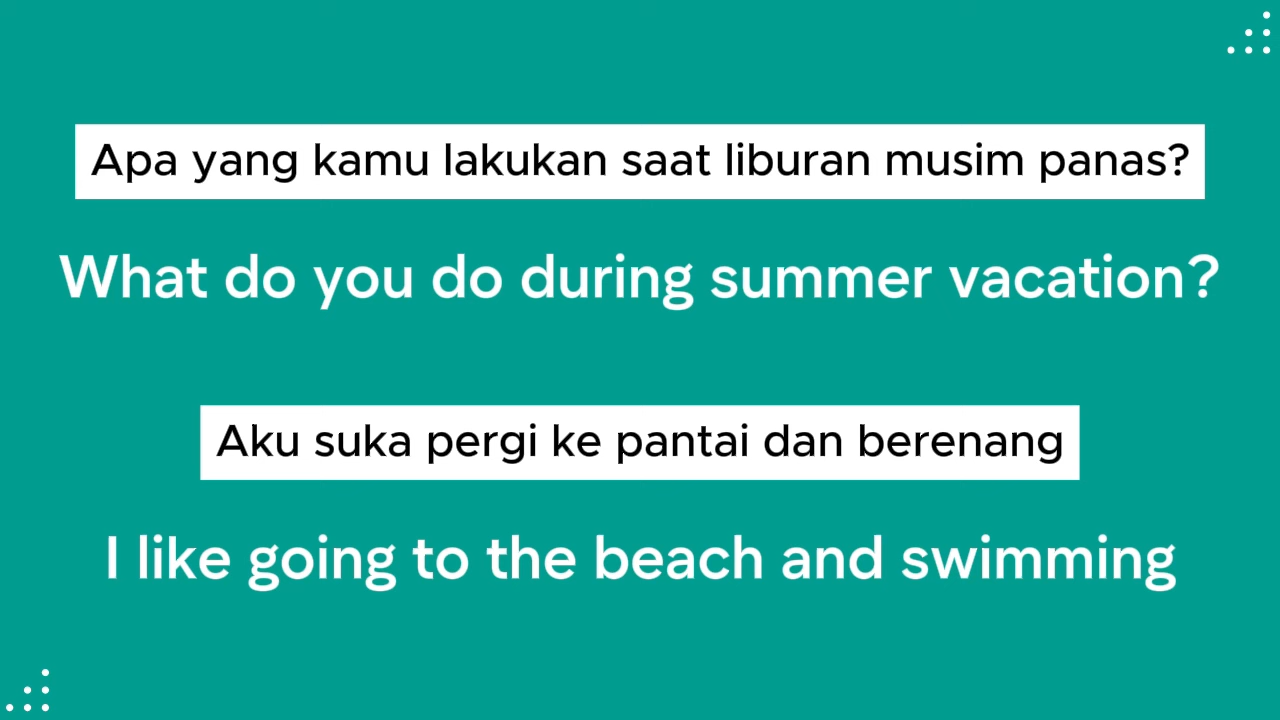 Apa yang kamu lakukan saat liburan musim panas?
What do you do during summer vacation?
Aku suka pergi ke pantai dan berenang
I like going to the beach and swimming